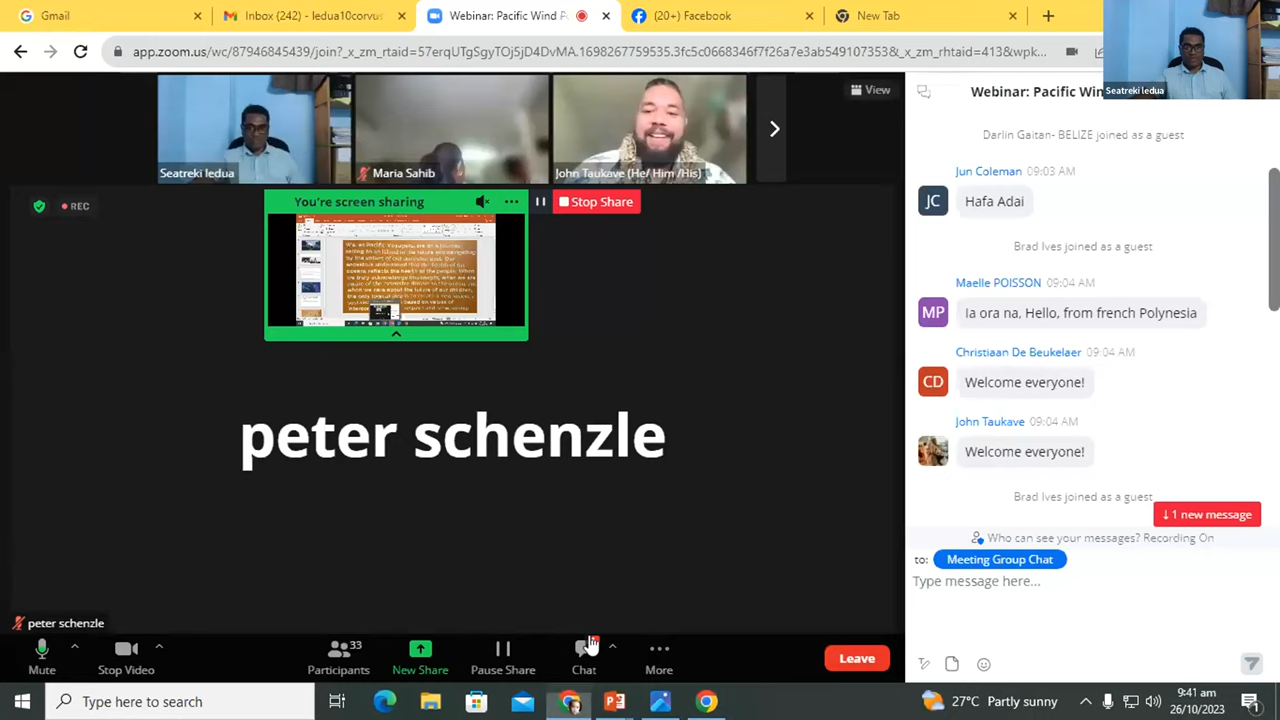 Gmail
Inbox (242) - ledua10corvus
Webinar: Pacific Wind P
(20+) Facebook
New Tab
app.zoom.us/wc/87946845439/join?_x_zm_rtaid=57erqUTgSgyTOj5jD4DvMA.1698267759535.3fc5c0668346f7f26a7e3ab549107353&_x_zm_rhtaid=413&wpk...
Seatreki ledua
Maria Sahib
John Taukave (He/ Him /His)
View
REC
You're screen sharing
Stop Share
peter schenzle
peter schenzle
Mute
Stop Video
33
Participants
New Share
Pause Share
Chat
More
Leave
Seatreki ledua
Webinar: Pacific Win
Darlin Gaitan- BELIZE joined as a guest
Jun Coleman 09:03 AM
JC
Hafa Adai
Brad Ives joined as a guest
Maelle POISSON 09:04 AM
MP
Ia ora na, Hello, from french Polynesia
Christiaan De Beukelaer 09:04 AM
CD
Welcome everyone!
John Taukave 09:04 AM
Welcome everyone!
Brad Ives joined as a guest
1 new message
Who can see your messages? Recording On
to: Meeting Group Chat
Type message here...
Type here to search
27°C Partly sunny
9:41 am
26/10/2023
1